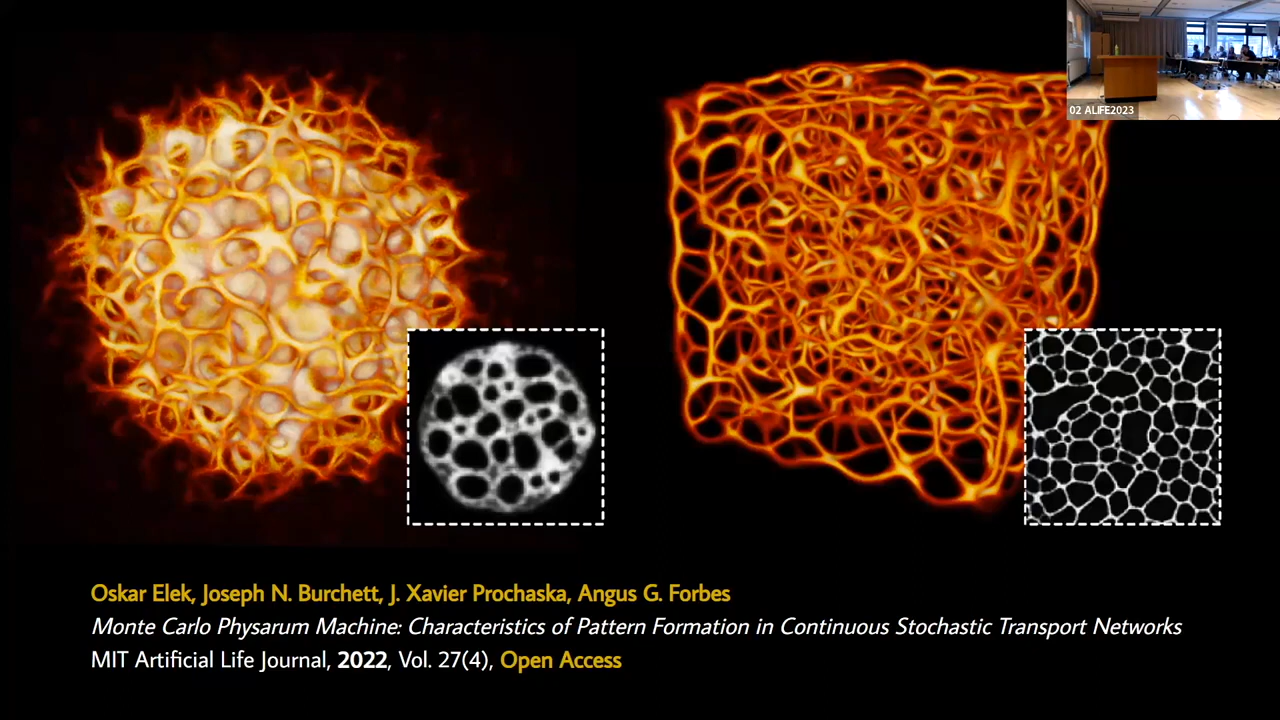 02 ALIFE2023
Oskar Elek, Joseph N. Burchett, J. Xavier Prochaska, Angus G. Forbes
Monte Carlo Physarum Machine: Characteristics of Pattern Formation in Continuous Stochastic Transport Networks
MIT Artificial Life Journal, 2022, Vol. 27(4), Open Access